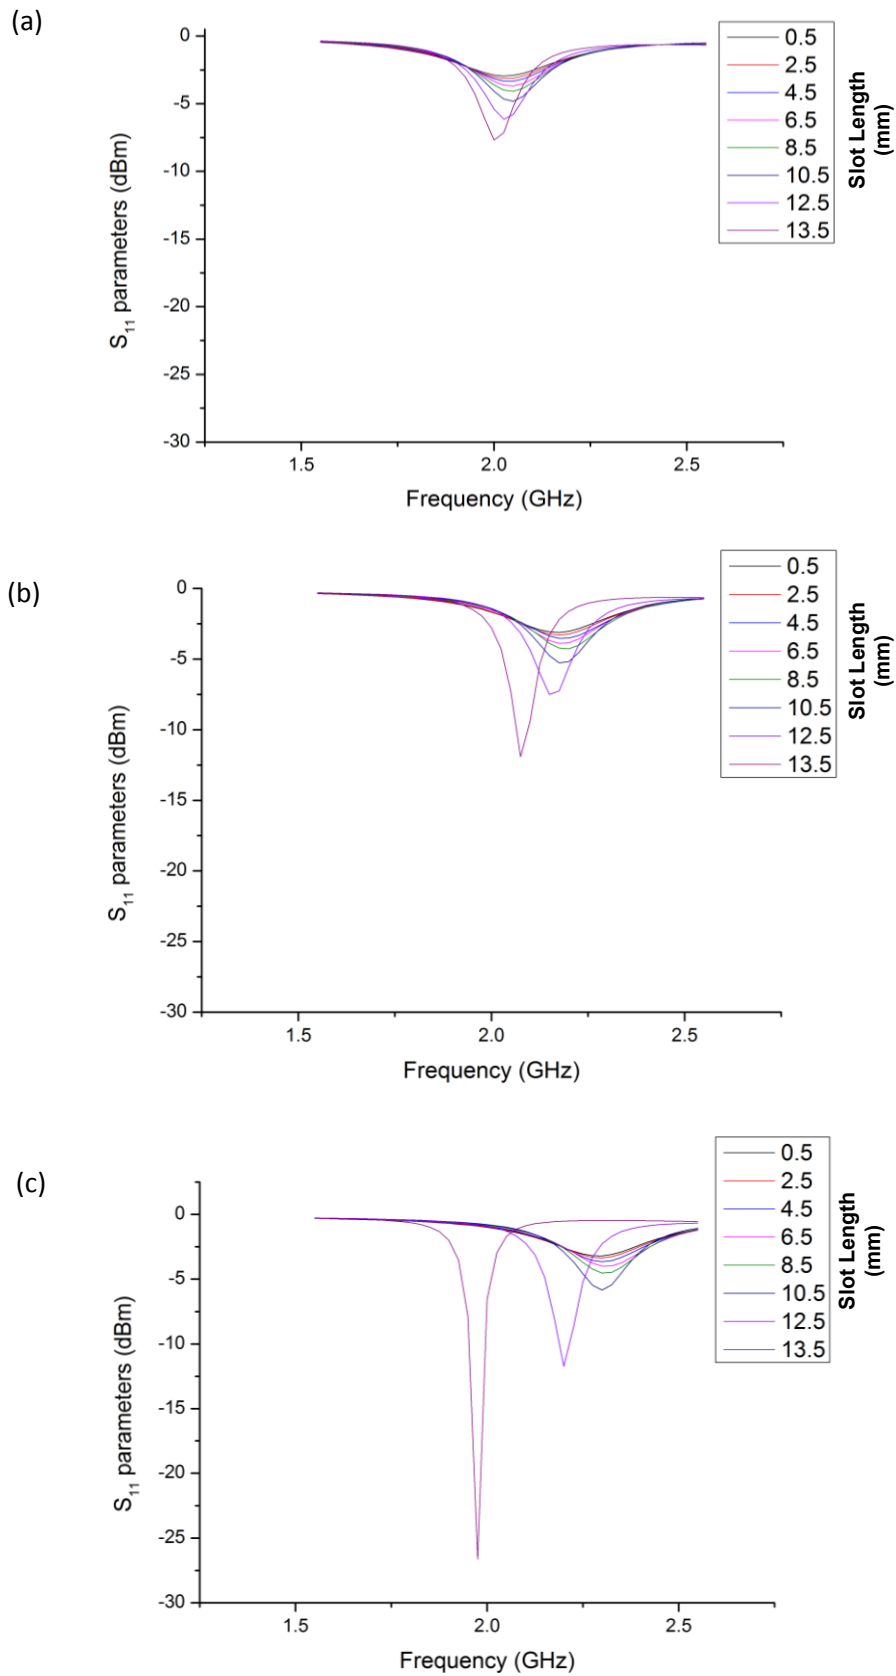 (a)
0
-5
-10
-15
-20
-25
-30
S11 parameters (dBm)
1.5 2.0 2.5
Frequency (GHz)
0.5
2.5
4.5
6.5
8.5
10.5
12.5
13.5
Slot Length
(mm)
(b)
0
-5
-10
-15
-20
-25
-30
S11 parameters (dBm)
1.5 2.0 2.5
Frequency (GHz)
0.5
2.5
4.5
6.5
8.5
10.5
12.5
13.5
Slot Length
(mm)
(c)
0
-5
-10
-15
-20
-25
-30
S11 parameters (dBm)
1.5 2.0 2.5
Frequency (GHz)
0.5
2.5
4.5
6.5
8.5
10.5
12.5
13.5
Slot Length
(mm)